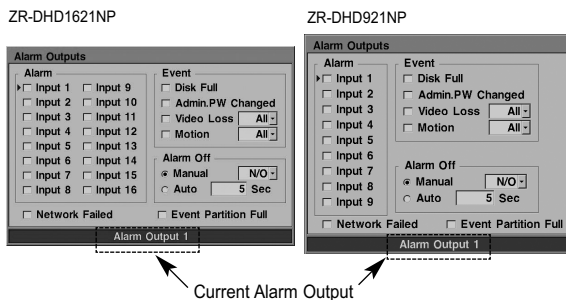 ZR-DHD1621NP
Alarm Outputs
Alarm
Input 1 Input 9
Input 2 Input 10
Input 3 Input 11
Input 4 Input 12
Input 5 Input 13
Input 6 Input 14
Input 7 Input 15
Input 8 Input 16
Event
Disk Full
Admin.PW Changed
Video Loss All
Motion All
Alarm Off
Manual N/O
Auto 5 Sec
Network Failed Event Partition Full
Alarm Output 1
ZR-DHD921NP
Alarm Outputs
Alarm
Input 1
Input 2
Input 3
Input 4
Input 5
Input 6
Input 7
Input 8
Input 9
Event
Disk Full
Admin.PW Changed
Video Loss All
Motion All
Alarm Off
Manual N/O
Auto 5 Sec
Network Failed Event Partition Full
Alarm Output 1
Current Alarm Output